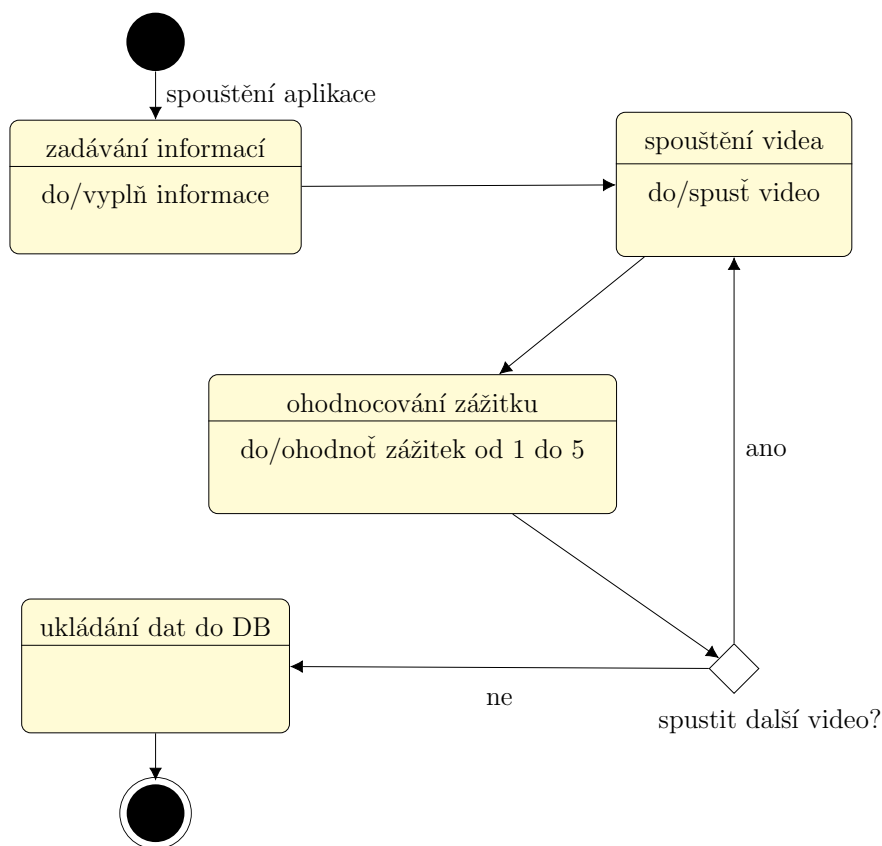 spouštění aplikace
zadávání informací
do/vyplň informace
spouštění videa
do/spusť video
ohodnocování zážitku
do/ohodnoť zážitek od 1 do 5
ano
ukládání dat do DB
ne
spustit další video?